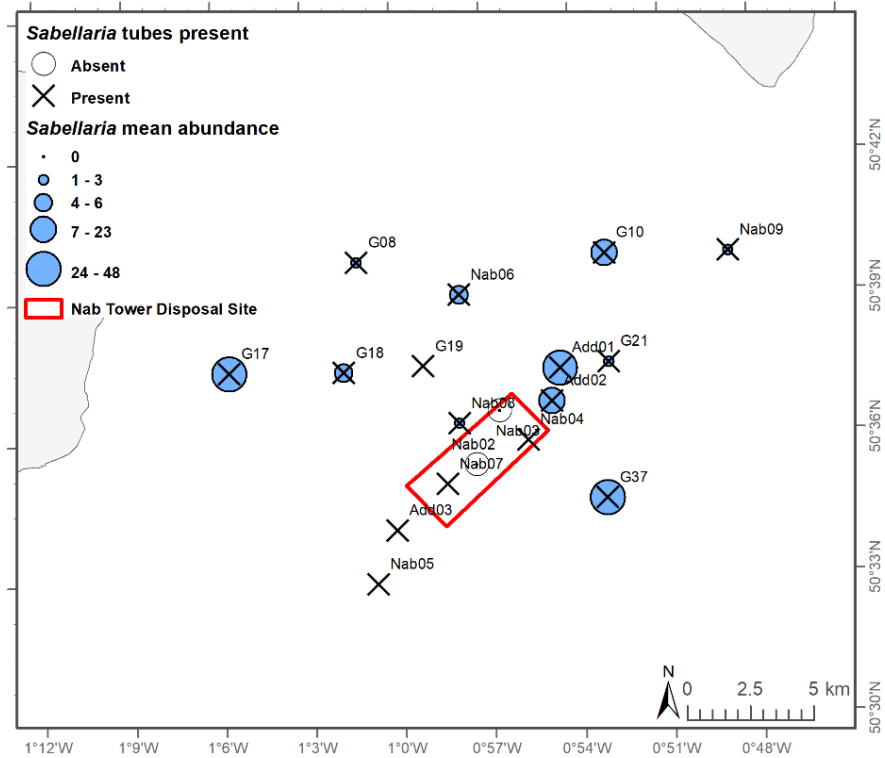 Sabellaria tubes present
Absent
Present
Sabellaria mean abundance
0
1 - 3
4 - 6
7 - 23
24 - 48
Nab Tower Disposal Site
G08
Nab06
G10
Nab09
G17
G18
G19
Add01
G21
Add02
Nab08
Nab03
Nab04
Nab02
Nab07
G37
Add03
Nab05
N
0 2.5 5 km
50°42'N
50°39'N
50°36'N
50°33'N
50°30'N
1°12'W 1°9'W 1°6'W 1°3'W 1°0'W 0°57'W 0°54'W 0°51'W 0°48'W